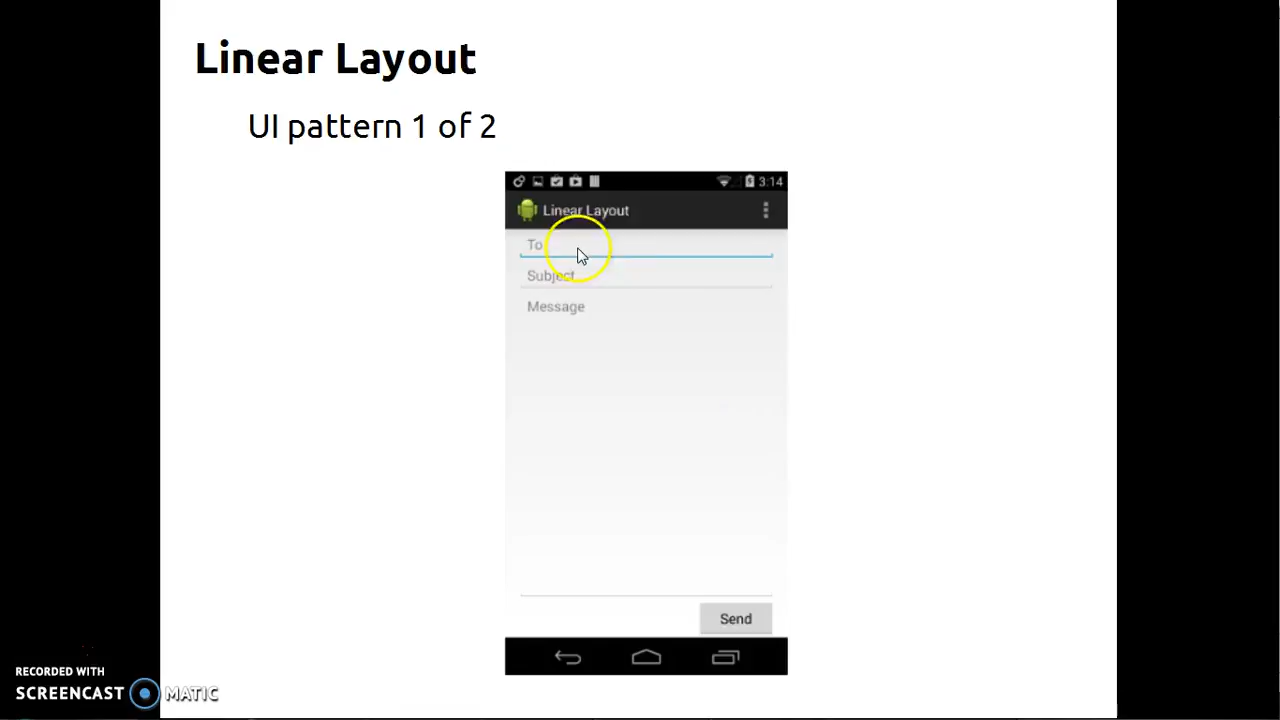 Linear Layout
UI pattern 1 of 2
3:14
Linear Layout
To
Subject
Message
Send
RECORDED WITH
SCREENCAST MATIC